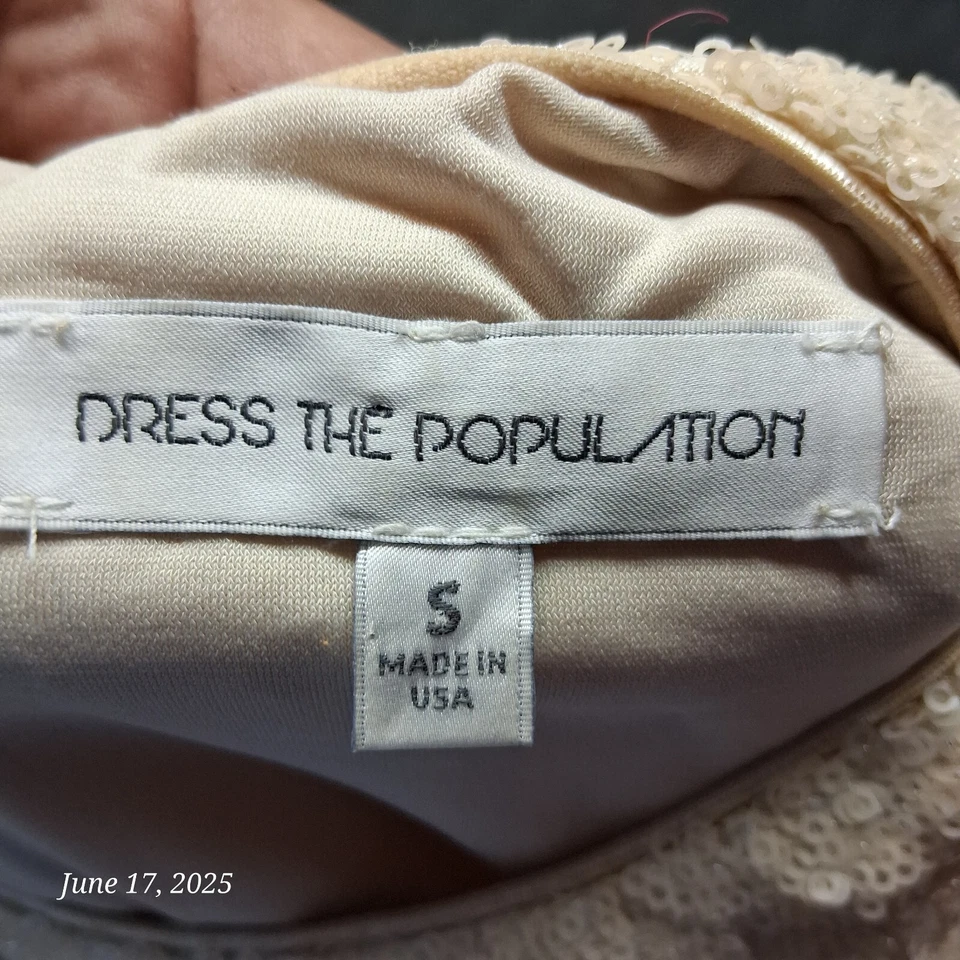 DRESS THE POPULATION
S
MADE IN
USA
June 17, 2025